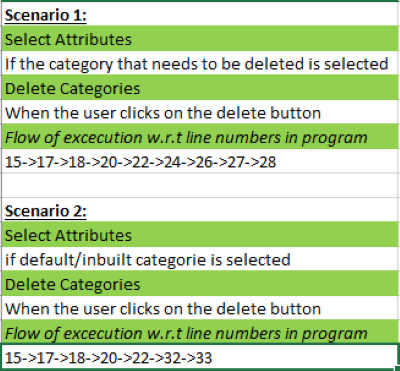 Scenario 1:
Select Attributes
If the category that needs to be deleted is selected
Delete Categories
When the user clicks on the delete button
Flow of excecution w.r.t line numbers in program
15->17->18->20->22->24->26->27->28
Scenario 2:
Select Attributes
if default/inbuilt categorie is selected
Delete Categories
When the user clicks on the delete button
Flow of excecution w.r.t line numbers in program
15->17->18->20->22->32->33